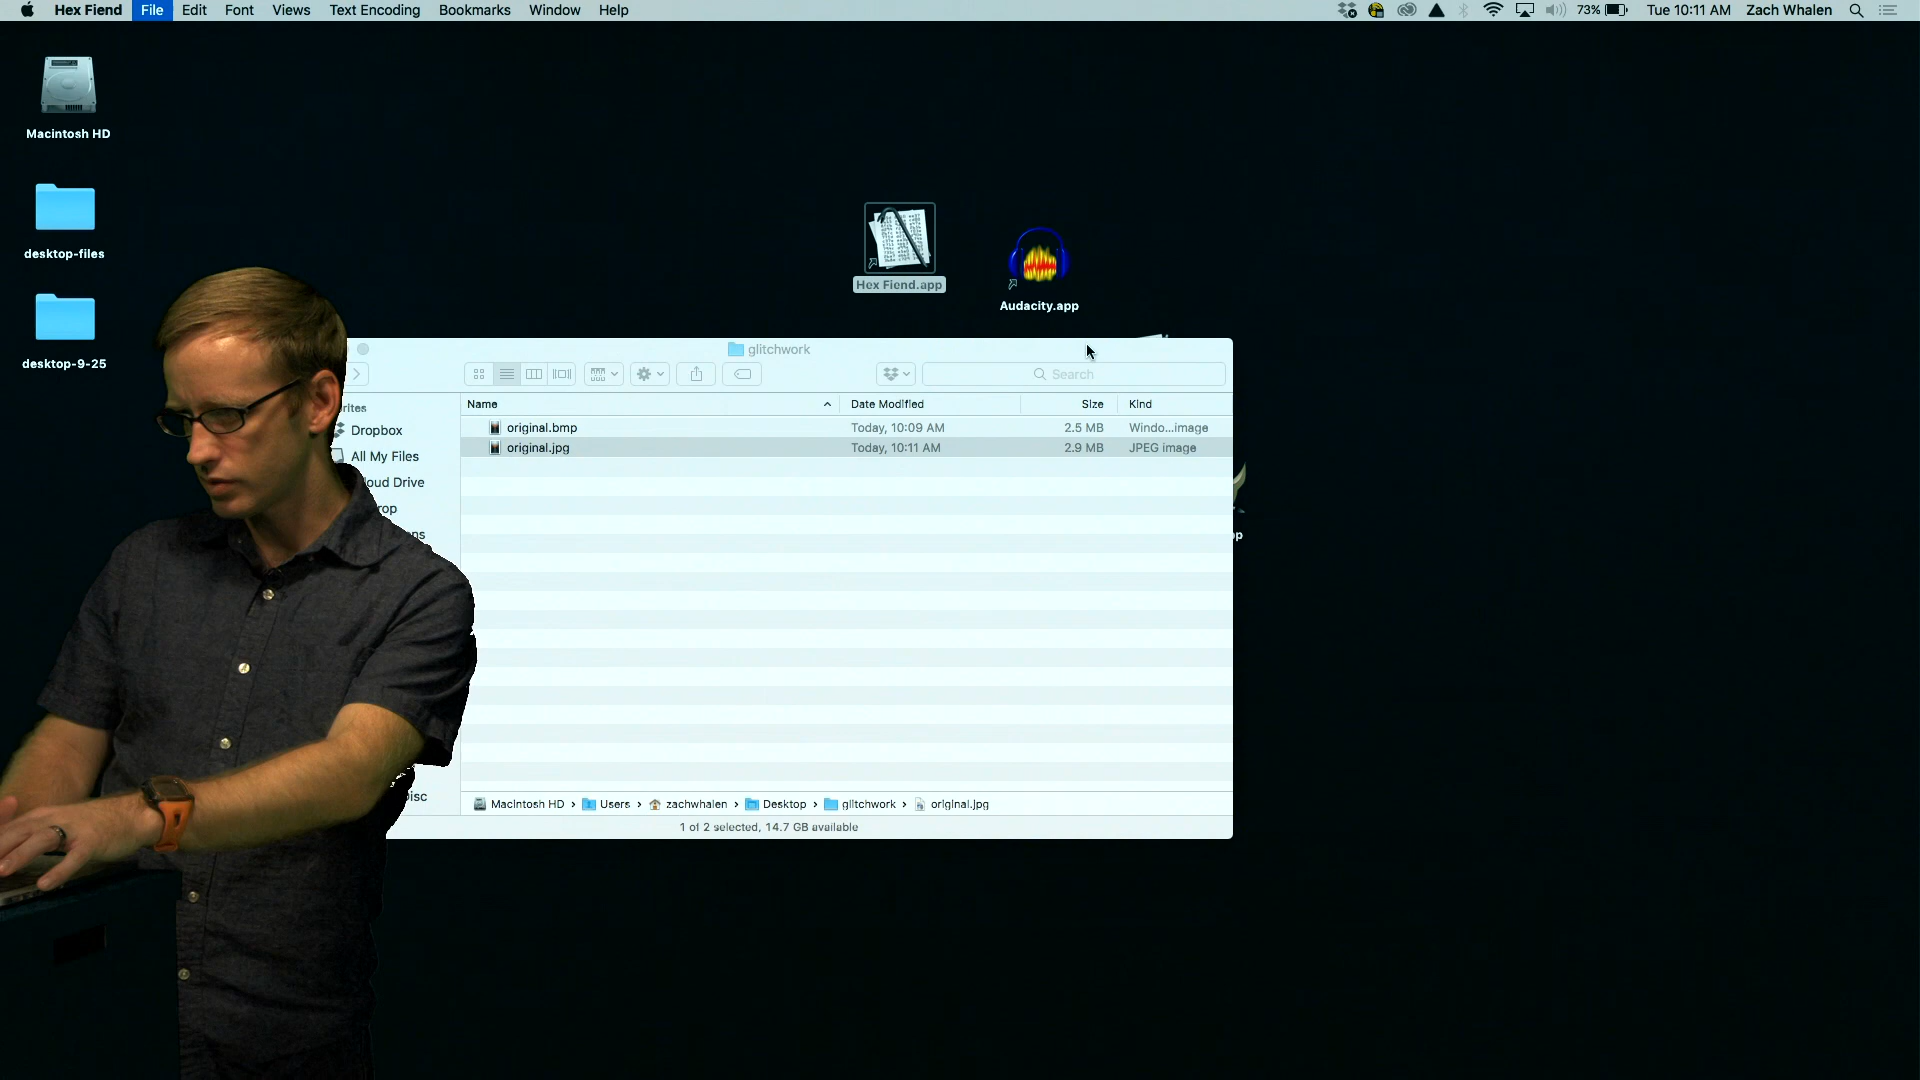 Hex Fiend File Edit Font Views Text Encoding Bookmarks Window Help 73% Tue 10:11 AM Zach Whalen
Macintosh HD
desktop-files
desktop-9-25
Hex Fiend.app
Audacity.app
glitchwork
Search
Name Date Modified Size Kind
original.bmp Today, 10:09 AM 2.5 MB Windo...image
original.jpg Today, 10:11 AM 2.9 MB JPEG image
Dropbox
All My Files
Macintosh HD › Users › zachwhalen › Desktop › glitchwork › original.jpg
1 of 2 selected, 14.7 GB available